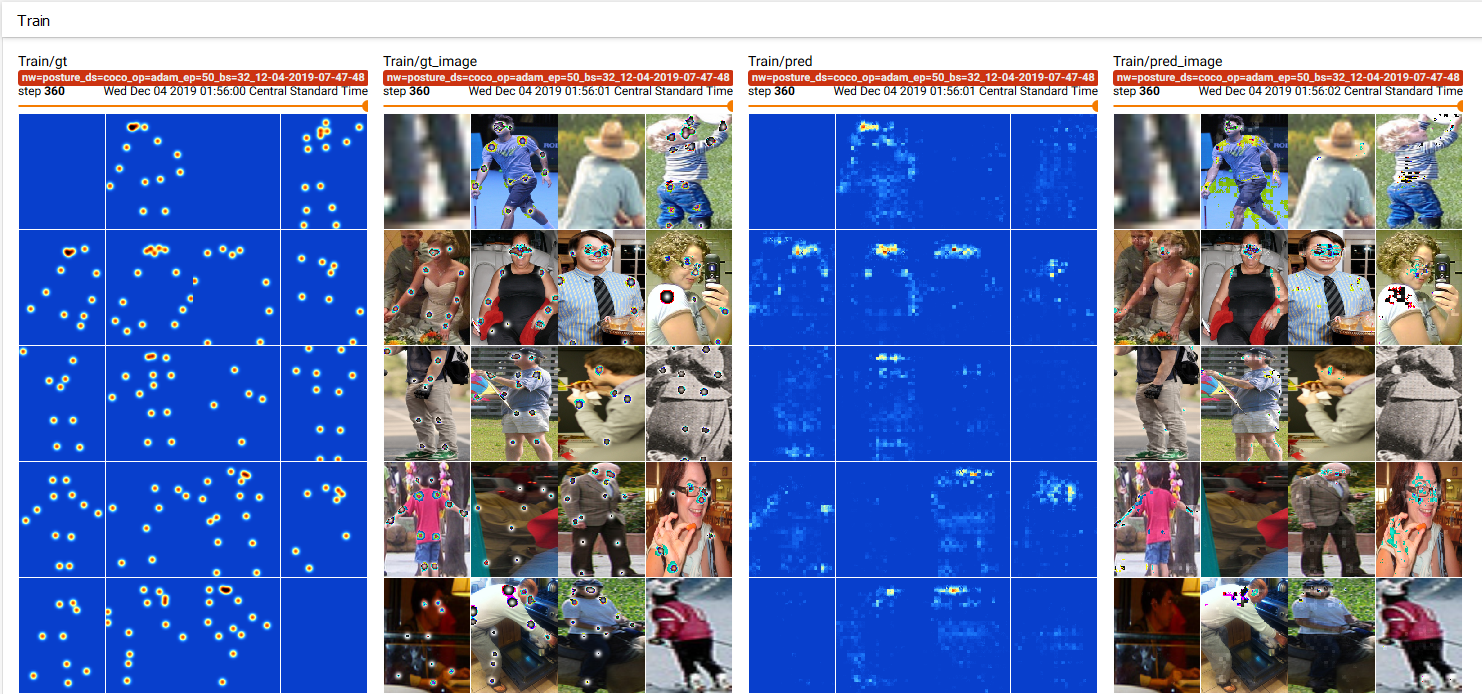 Train
Train/gt
nw=posture_ds=coco_op=adam_ep=50_bs=32_12-04-2019-07-47-48
step 360 Wed Dec 04 2019 01:56:00 Central Standard Time
Train/gt_image
nw=posture_ds=coco_op=adam_ep=50_bs=32_12-04-2019-07-47-48
step 360 Wed Dec 04 2019 01:56:01 Central Standard Time
Train/pred
nw=posture_ds=coco_op=adam_ep=50_bs=32_12-04-2019-07-47-48
step 360 Wed Dec 04 2019 01:56:01 Central Standard Time
Train/pred_image
nw=posture_ds=coco_op=adam_ep=50_bs=32_12-04-2019-07-47-48
step 360 Wed Dec 04 2019 01:56:02 Central Standard Time